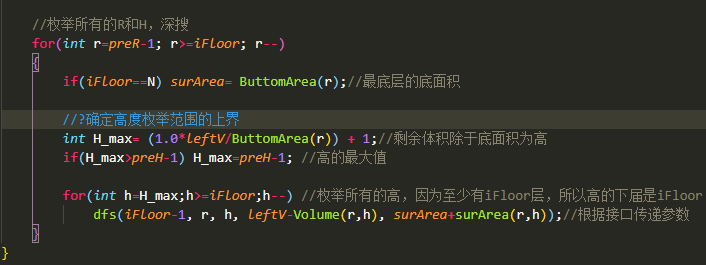 //枚举所有的R和H，深搜
for(int r=preR-1; r>=iFloor; r--)
{
if(iFloor==N) surArea= ButtomArea(r);//最底层的底面积
//?确定高度枚举范围的上界
int H_max= (1.0*leftV/ButtomArea(r)) + 1;//剩余体积除于底面积为高
if(H_max>preH-1) H_max=preH-1; //高的最大值
for(int h=H_max;h>=iFloor;h--) //枚举所有的高，因为至少有iFloor层，所以高的下届是iFloor
dfs(iFloor-1, r, h, leftV-Volume(r,h), surArea+surArea(r,h));//根据接口传递参数
}
}